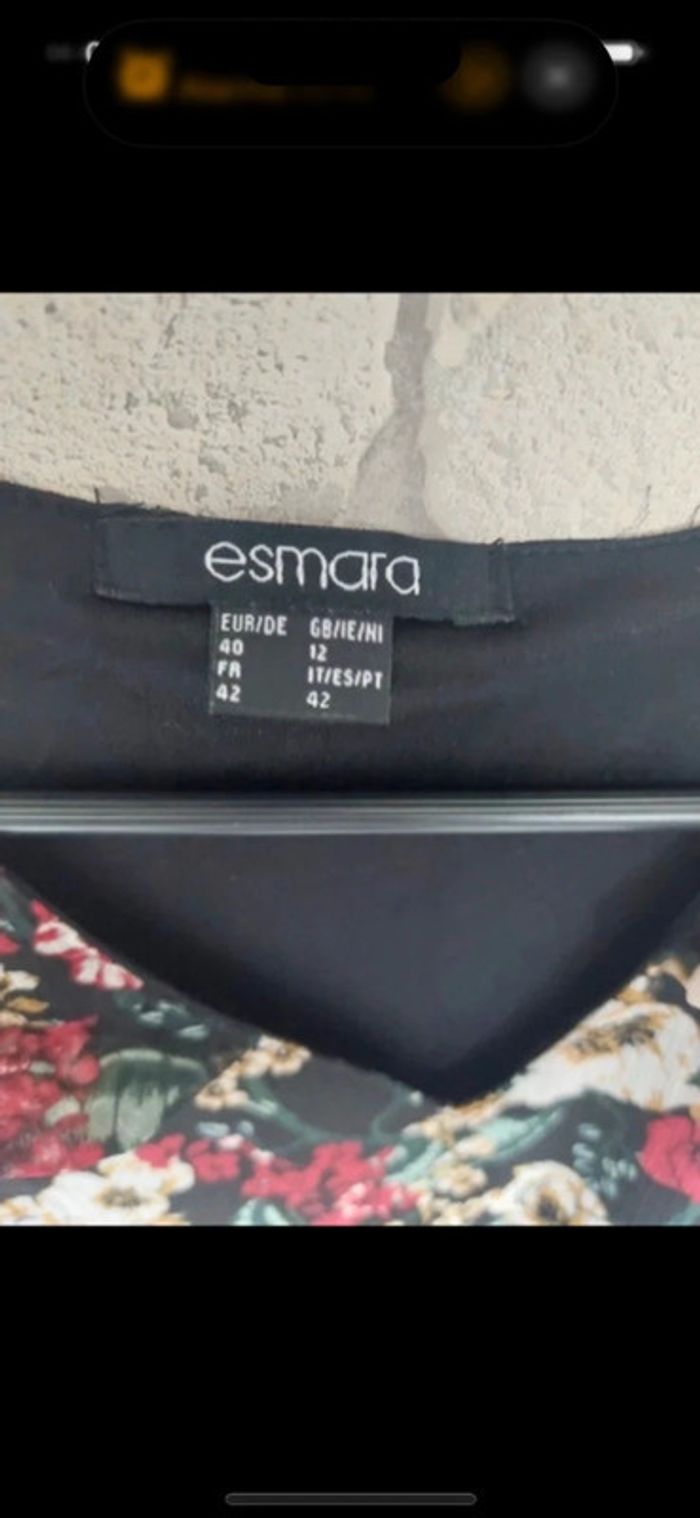 esmara
EUR/DE GB/IE/NI
40 12
FR IT/ES/PT
42 42